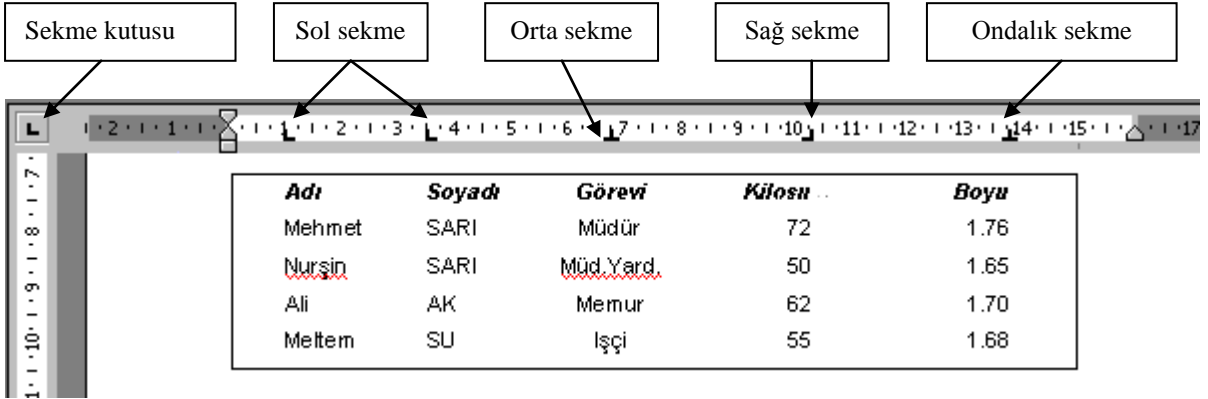 Sekme kutusu Sol sekme Orta sekme Sağ sekme Ondalık sekme
2 1 1 2 3 4 5 6 7 8 9 10 11 12 13 14 15 17
Adı Soyadı Görevi Kilosu Boyu
Mehmet SARI Müdür 72 1.76
Nurşin SARI Müd.Yard. 50 1.65
Ali AK Memur 62 1.70
Meltem SU Işçi 55 1.68
7
8
9
10